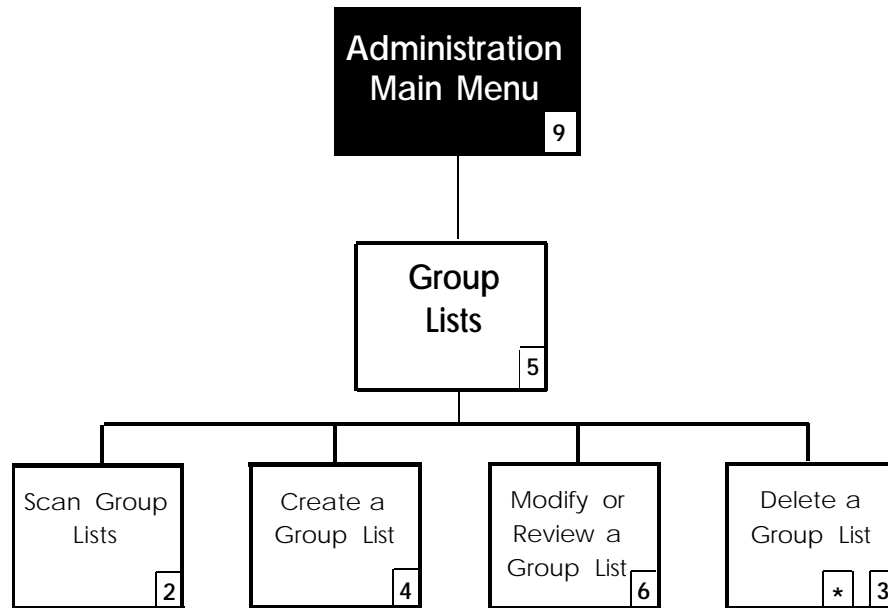 Administration
Main Menu
9
Group
Lists
5
Scan Group
Lists
2
Create a
Group List
4
Modify or
Review a
Group List
6
Delete a
Group List
* 3